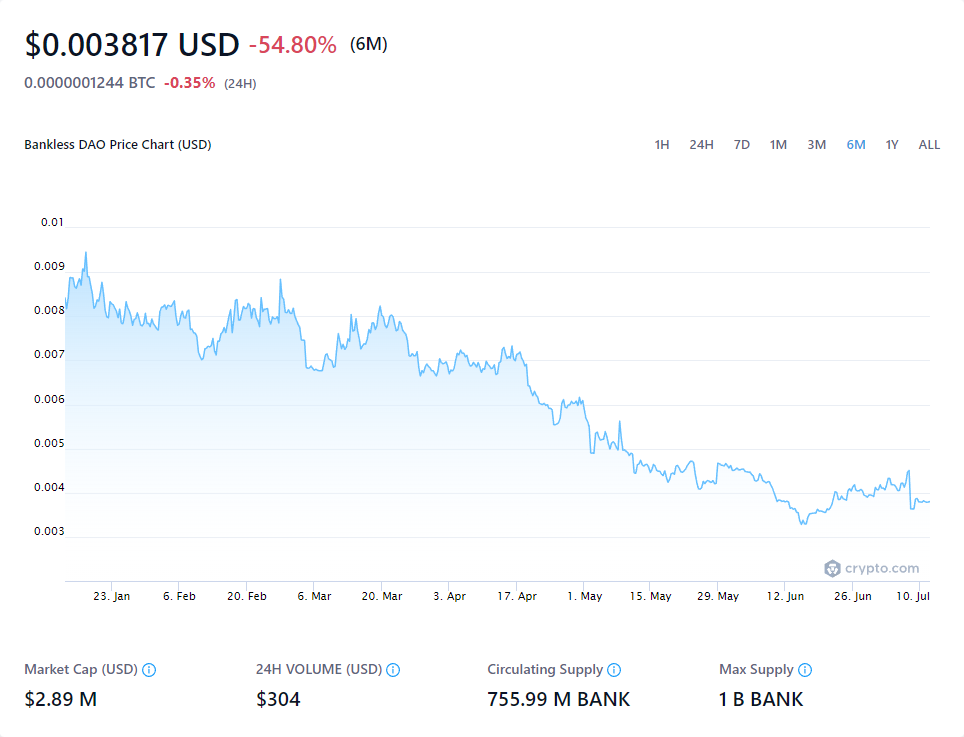 $0.003817 USD -54.80% (6M)
0.0000001244 BTC -0.35% (24H)
Bankless DAO Price Chart (USD)
1H 24H 7D 1M 3M 6M 1Y ALL
0.01
0.009
0.008
0.007
0.006
0.005
0.004
0.003
crypto.com
23. Jan 6. Feb 20. Feb 6. Mar 20. Mar 3. Apr 17. Apr 1. May 15. May 29. May 12. Jun 26. Jun 10. Jul
Market Cap (USD) 24H VOLUME (USD) Circulating Supply Max Supply
$2.89 M $304 755.99 M BANK 1 B BANK